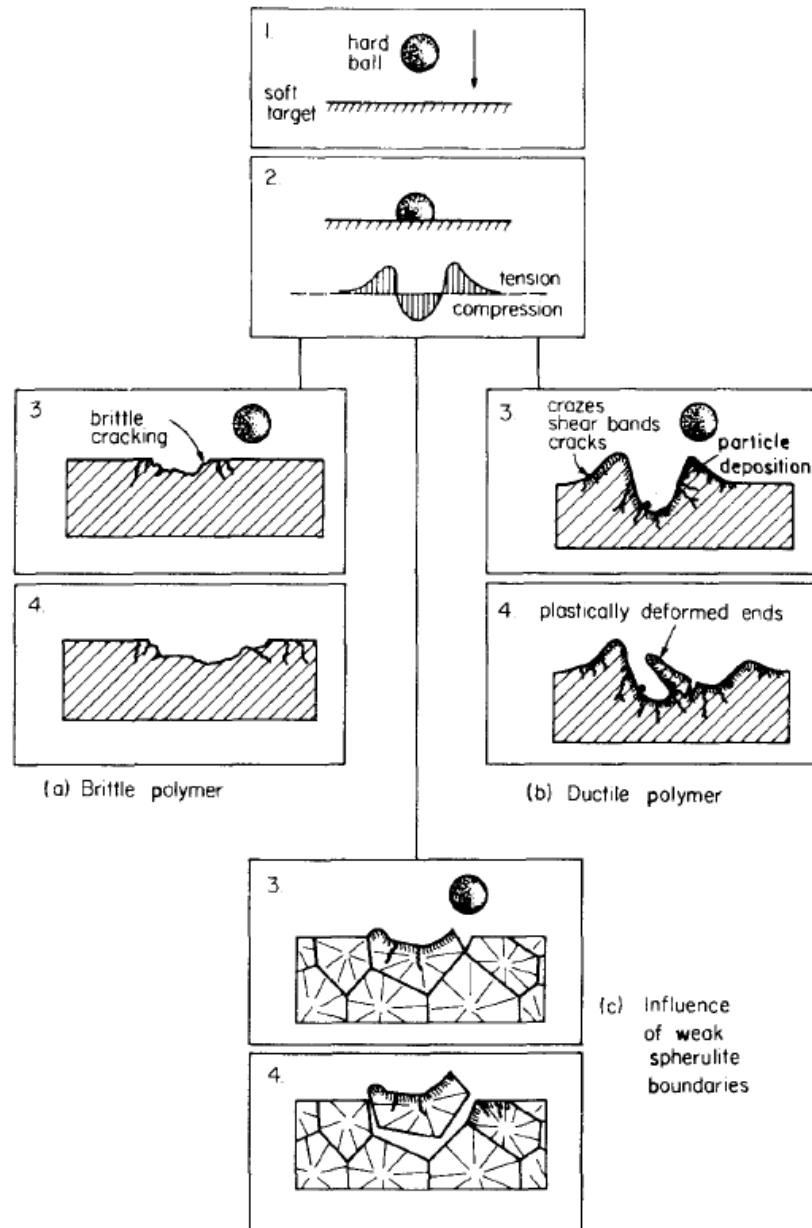 1.
hard
ball
soft
target
2.
tension
compression
3
brittle
cracking
4.
(a) Brittle polymer
3.
crazes
shear bands
cracks
particle
deposition
4.
plastically deformed ends
(b) Ductile polymer
3.
4.
(c) Influence
of weak
spherulite
boundaries